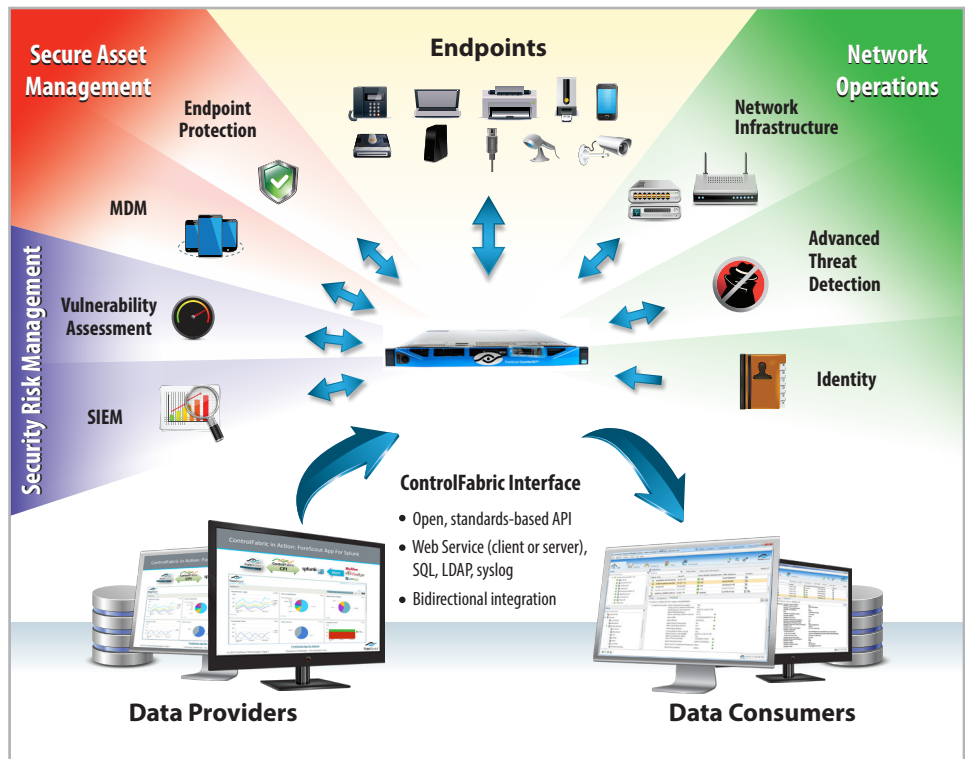 Secure Asset
Management
Endpoints
Network
Operations
Endpoint
Protection
Network
Infrastructure
MDM
Advanced
Threat
Detection
Security Risk Management
Vulnerability
Assessment
Identity
SIEM
ControlFabric Interface
• Open, standards-based API
• Web Service (client or server),
SQL, LDAP, syslog
• Bidirectional integration
ControlFabric in Action: ForeScout App For Splunk
splunk>
Data Providers
Data Consumers